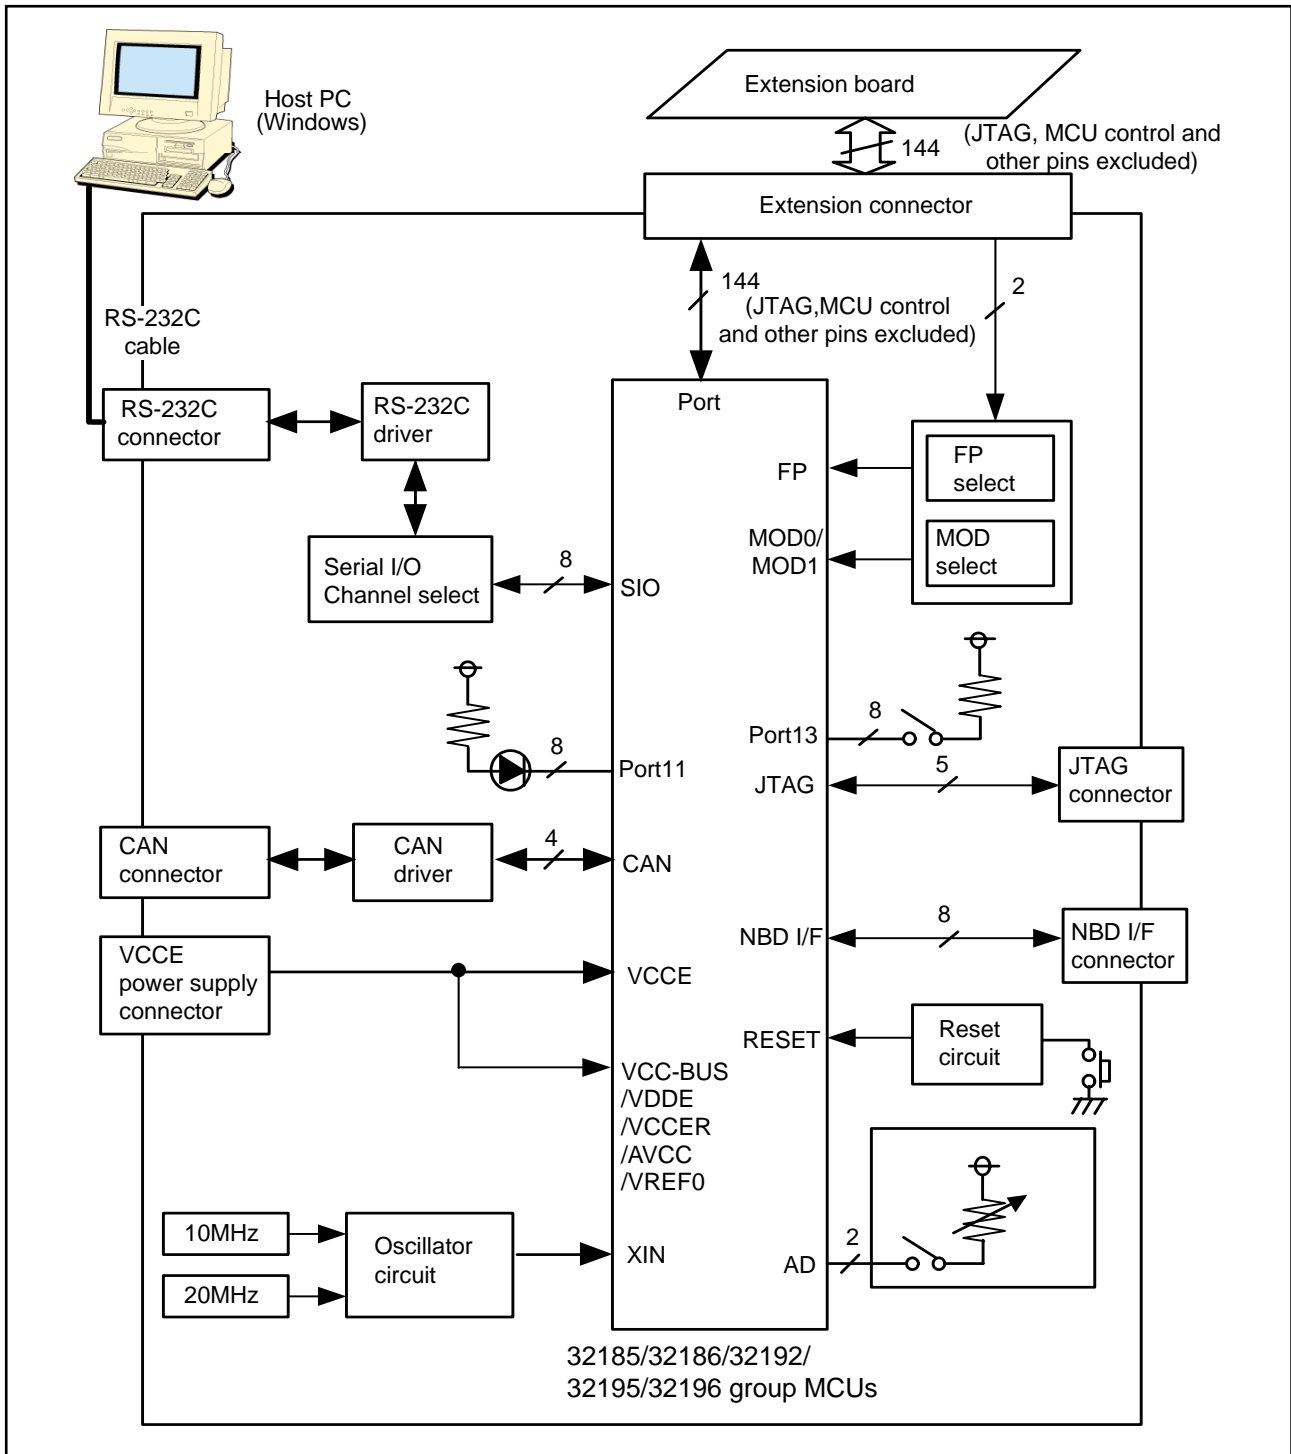 Host PC
(Windows)
Extension board
144
(JTAG, MCU control and
other pins excluded)
Extension connector
144
(JTAG,MCU control
and other pins excluded)
2
RS-232C
cable
RS-232C
connector
RS-232C
driver
Port
FP
FP
select
MOD0/
MOD1
MOD
select
Serial I/O
Channel select
8
SIO
8
Port11
8
Port13
5
JTAG
JTAG
connector
CAN
connector
CAN
driver
4
CAN
8
NBD I/F
NBD I/F
connector
VCCE
power supply
connector
VCCE
RESET
Reset
circuit
VCC-BUS
/VDDE
/VCCER
/AVCC
/VREF0
10MHz
20MHz
Oscillator
circuit
XIN
AD
2
32185/32186/32192/
32195/32196 group MCUs